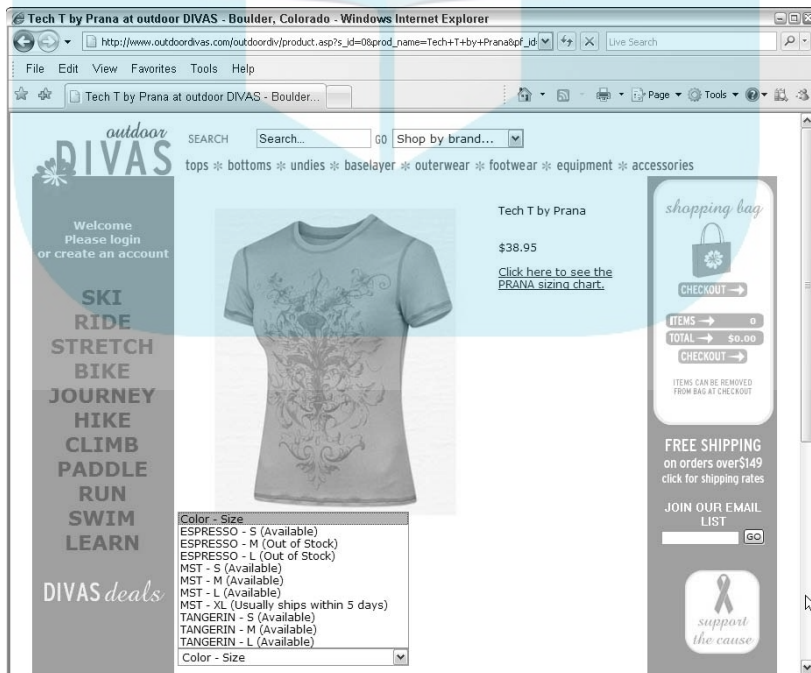 Tech T by Prana at outdoor DIVAS - Boulder, Colorado - Windows Internet Explorer
http://www.outdoordivas.com/outdoordiv/product.asp?s_id=0&prod_name=Tech+T+by+Prana&pf_id
Live Search
File Edit View Favorites Tools Help
Tech T by Prana at outdoor DIVAS - Boulder...
Page Tools
outdoor
DIVAS
SEARCH Search... GO Shop by brand...
tops * bottoms * undies * baselayer * outerwear * footwear * equipment * accessories
Welcome
Please login
or create an account
SKI
RIDE
STRETCH
BIKE
JOURNEY
HIKE
CLIMB
PADDLE
RUN
SWIM
LEARN
DIVAS deals
Tech T by Prana
$38.95
Click here to see the
PRANA sizing chart.
Color - Size
ESPRESSO - S (Available)
ESPRESSO - M (Out of Stock)
ESPRESSO - L (Out of Stock)
MST - S (Available)
MST - M (Available)
MST - L (Available)
MST - XL (Usually ships within 5 days)
TANGERIN - S (Available)
TANGERIN - M (Available)
TANGERIN - L (Available)
Color - Size
shopping bag
CHECKOUT
ITEMS 0
TOTAL $0.00
CHECKOUT
ITEMS CAN BE REMOVED
FROM BAG AT CHECKOUT
FREE SHIPPING
on orders over$149
click for shipping rates
JOIN OUR EMAIL
LIST
GO
support
the cause